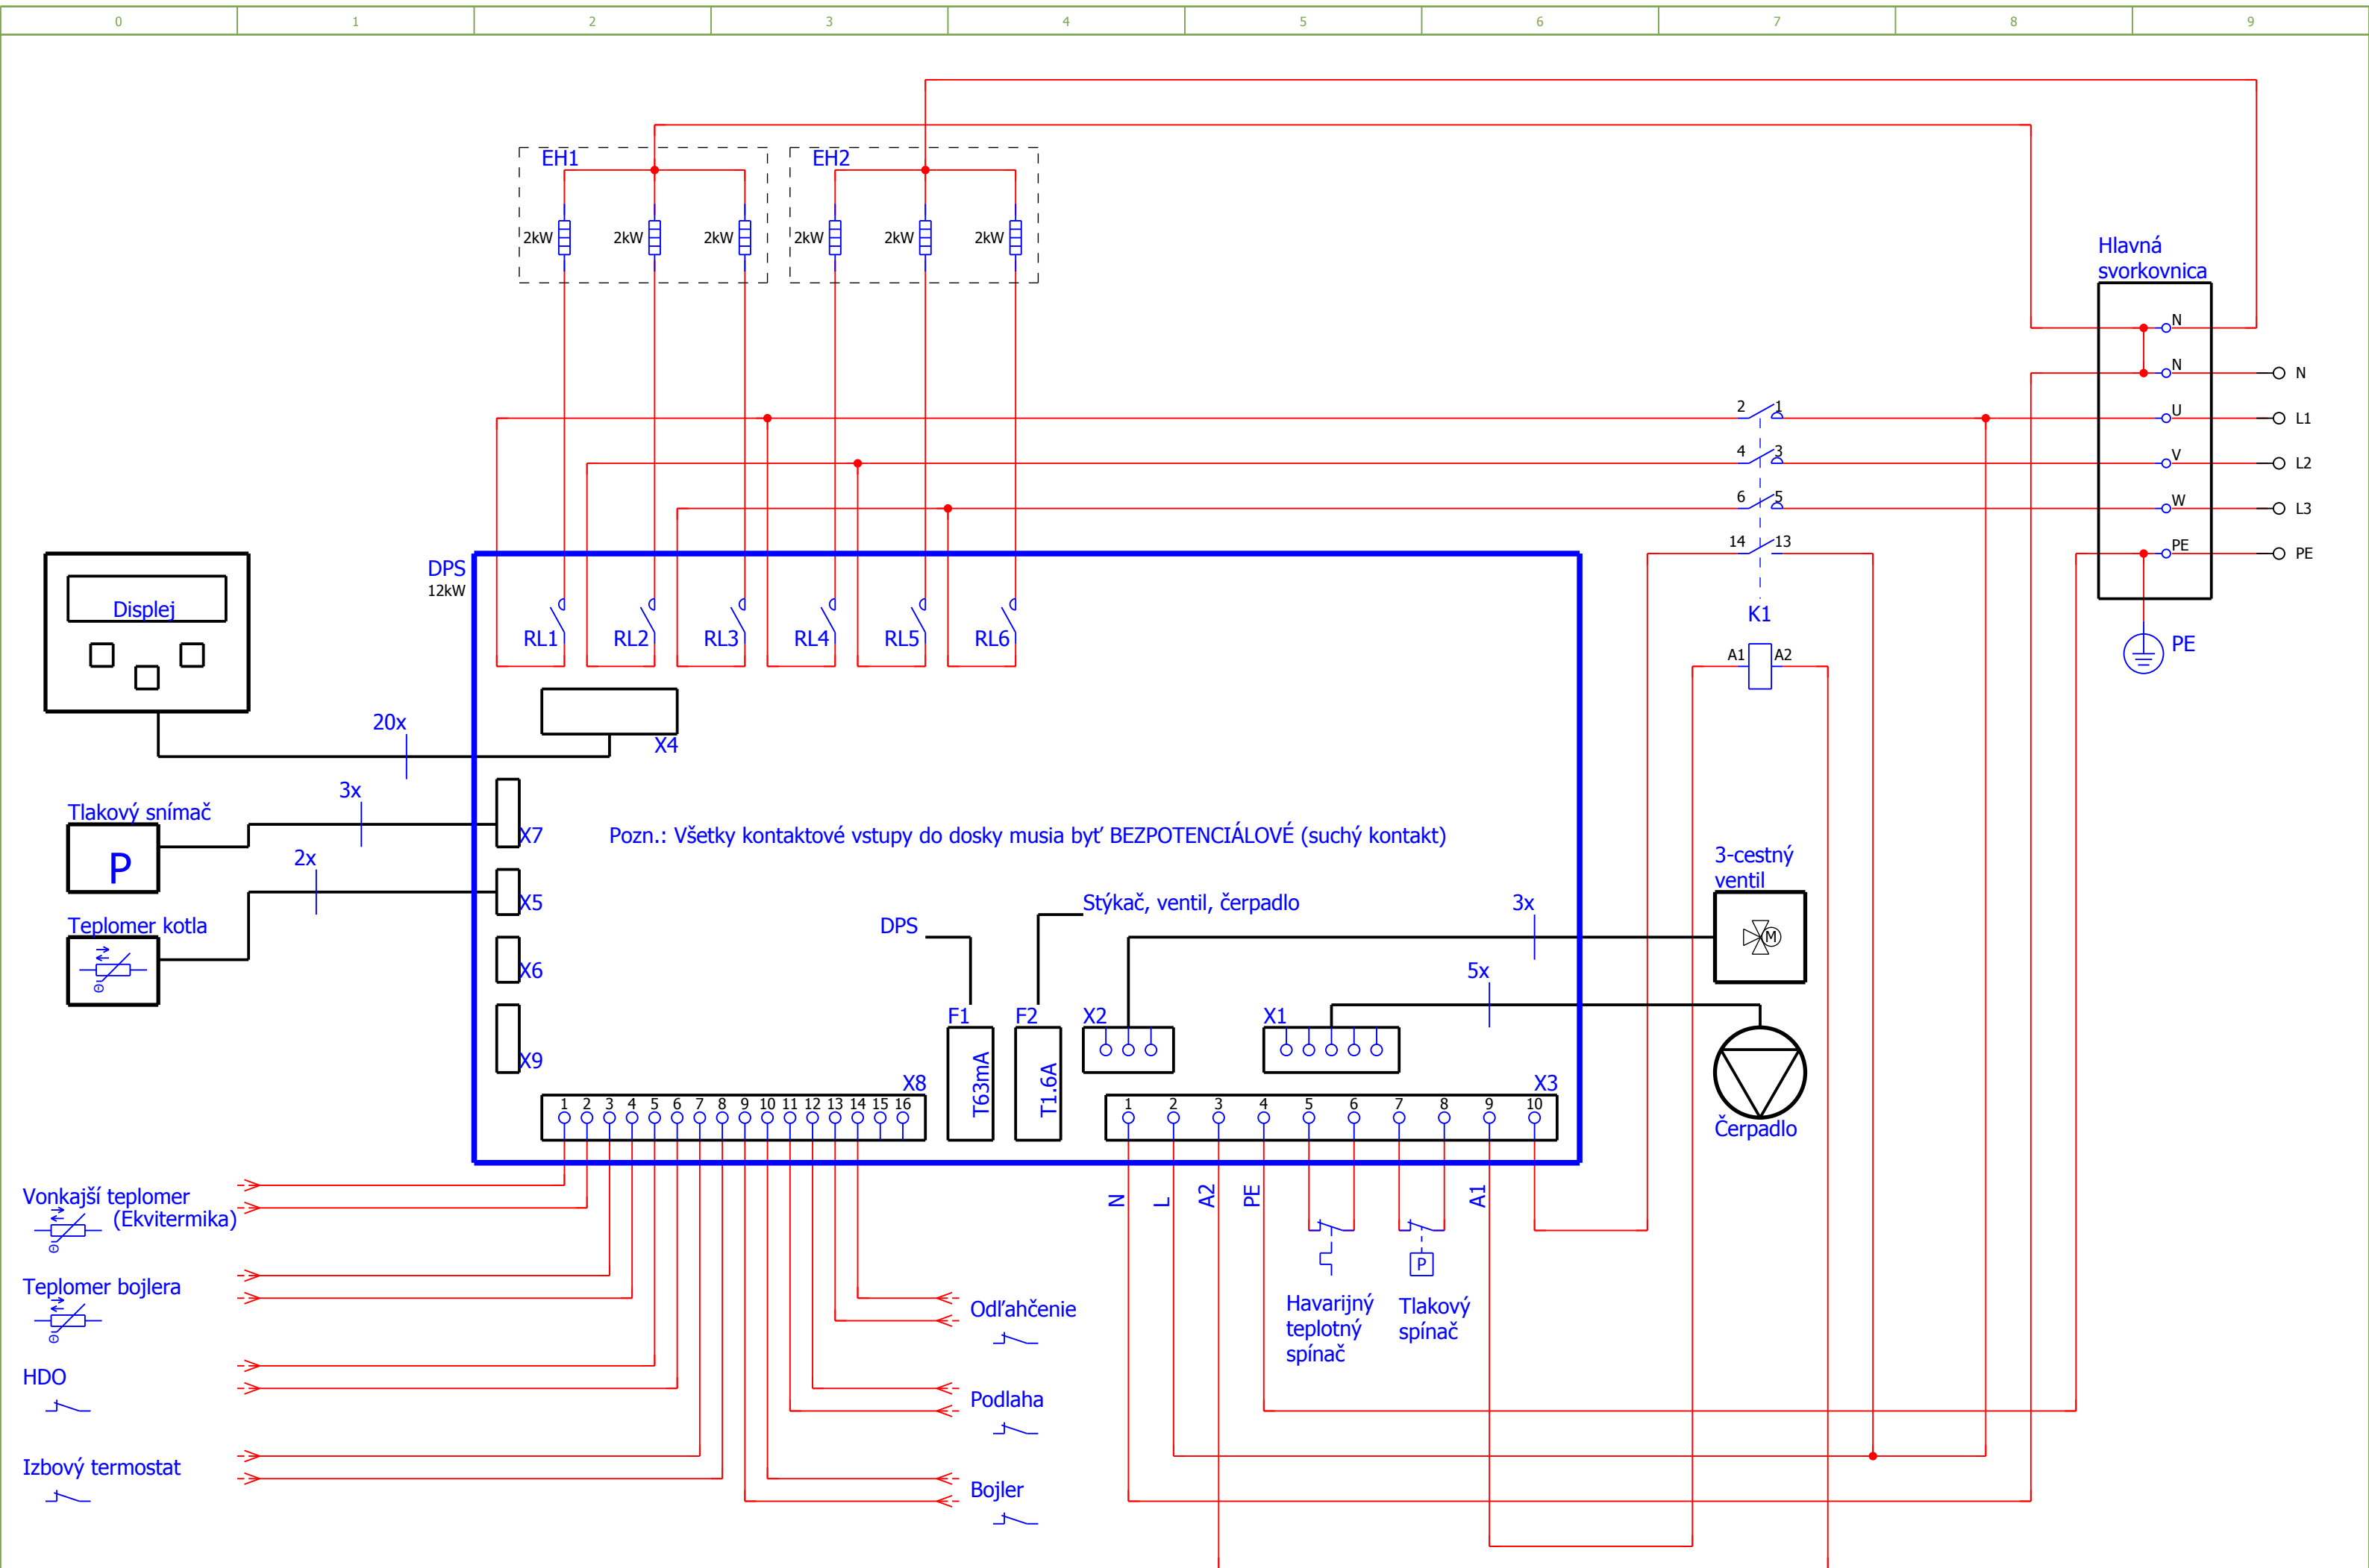 0 1 2 3 4 5 6 7 8 9
EH1
EH2
2kW 2kW 2kW 2kW 2kW 2kW
Hlavná
svorkovnica
N
N N
2 1 U L1
4 3 V L2
6 5 W L3
14 13 PE PE
K1
A1 A2
PE
DPS
12kW
Displej
RL1 RL2 RL3 RL4 RL5 RL6
20x
X4
3x
Tlakový snímač
P
X7
Pozn.: Všetky kontaktové vstupy do dosky musia byť BEZPOTENCIÁLOVÉ (suchý kontakt)
2x
3-cestný
ventil
M
X5
Stýkač, ventil, čerpadlo
3x
Teplomer kotla
Θ
DPS
X6
5x
F1 F2 X2 X1
T63mA
T1.6A
X9
X8
X3
1 2 3 4 5 6 7 8 9 10 11 12 13 14 15 16
1 2 3 4 5 6 7 8 9 10
Čerpadlo
N L A2 PE A1
Vonkajší teplomer
(Ekvitermika)
Θ
Teplomer bojlera
Θ
P
Havarijný
teplotný
spínač
Tlakový
spínač
Odľahčenie
HDO
Podlaha
Izbový termostat
Bojler